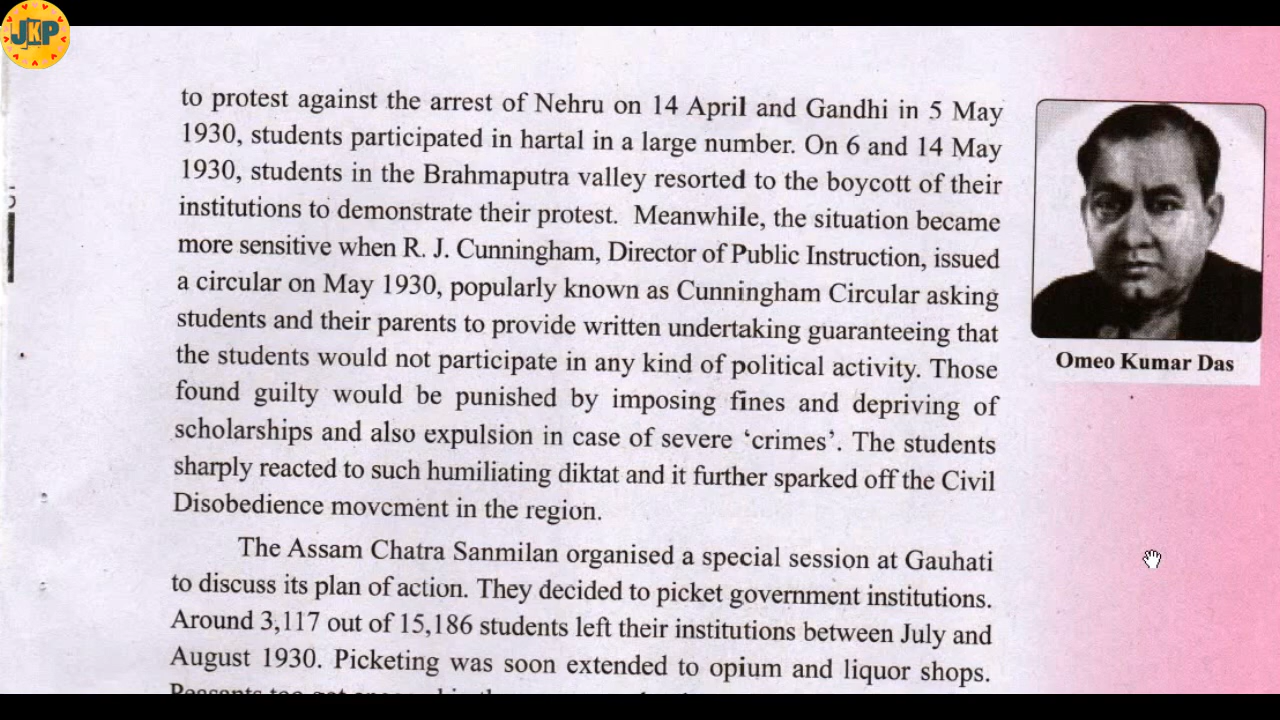 JKP
to protest against the arrest of Nehru on 14 April and Gandhi in 5 May
1930, students participated in hartal in a large number. On 6 and 14 May
1930, students in the Brahmaputra valley resorted to the boycott of their
institutions to demonstrate their protest. Meanwhile, the situation became
more sensitive when R. J. Cunningham, Director of Public Instruction, issued
a circular on May 1930, popularly known as Cunningham Circular asking
students and their parents to provide written undertaking guaranteeing that
the students would not participate in any kind of political activity. Those
found guilty would be punished by imposing fines and depriving of
scholarships and also expulsion in case of severe ‘crimes’. The students
sharply reacted to such humiliating diktat and it further sparked off the Civil
Disobedience movement in the region.
The Assam Chatra Sanmilan organised a special session at Gauhati
to discuss its plan of action. They decided to picket government institutions.
Around 3,117 out of 15,186 students left their institutions between July and
August 1930. Picketing was soon extended to opium and liquor shops.
Omeo Kumar Das